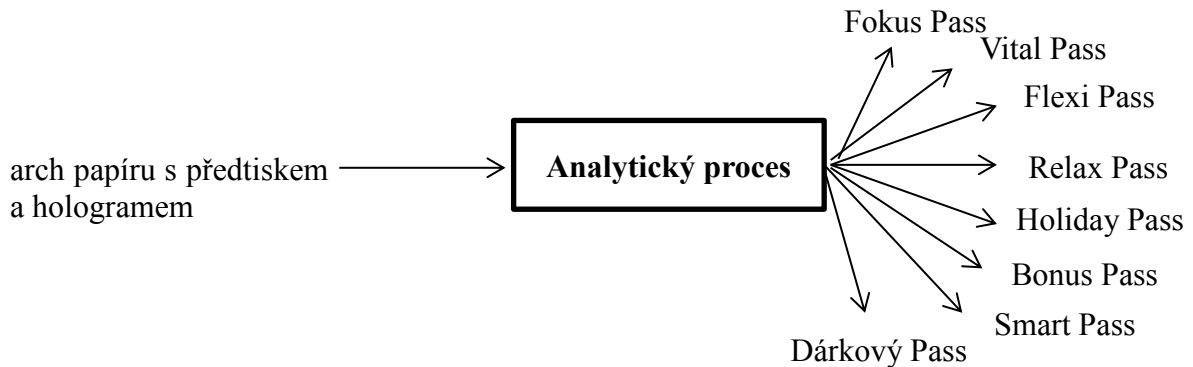 Fokus Pass
Vital Pass
Flexi Pass
arch papíru s předtiskem
a hologramem
Analytický proces
Relax Pass
Holiday Pass
Bonus Pass
Smart Pass
Dárkový Pass